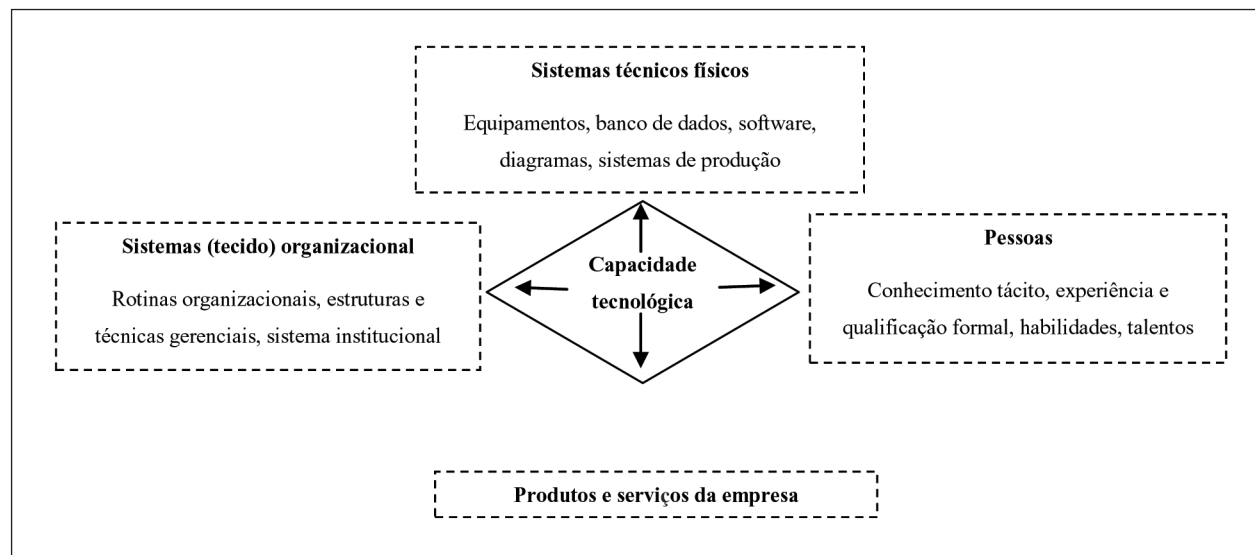 Sistemas técnicos físicos
Equipamentos, banco de dados, software,
diagramas, sistemas de produção
Sistemas (tecido) organizacional
Rotinas organizacionais, estruturas e
técnicas gerenciais, sistema institucional
Capacidade
tecnológica
Pessoas
Conhecimento tácito, experiência e
qualificação formal, habilidades, talentos
Produtos e serviços da empresa